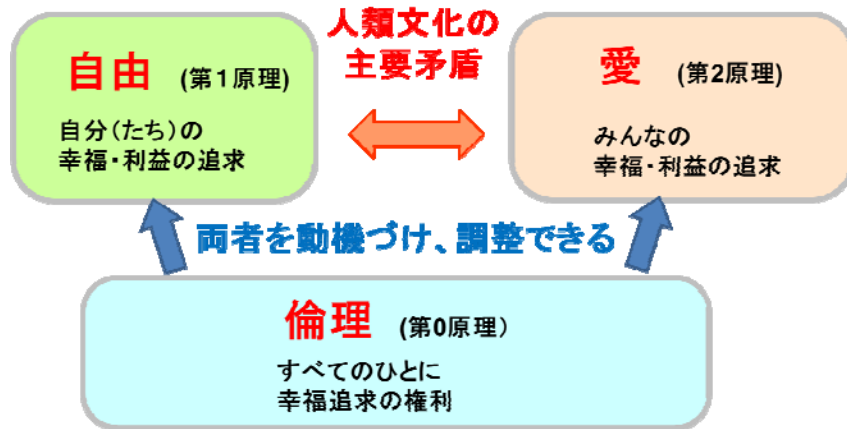 人類文化の
主要矛盾
自由 (第1原理)
自分(たち)の
幸福・利益の追求
愛 (第2原理)
みんなの
幸福・利益の追求
両者を動機づけ、調整できる
倫理 (第0原理)
すべてのひとに
幸福追求の権利